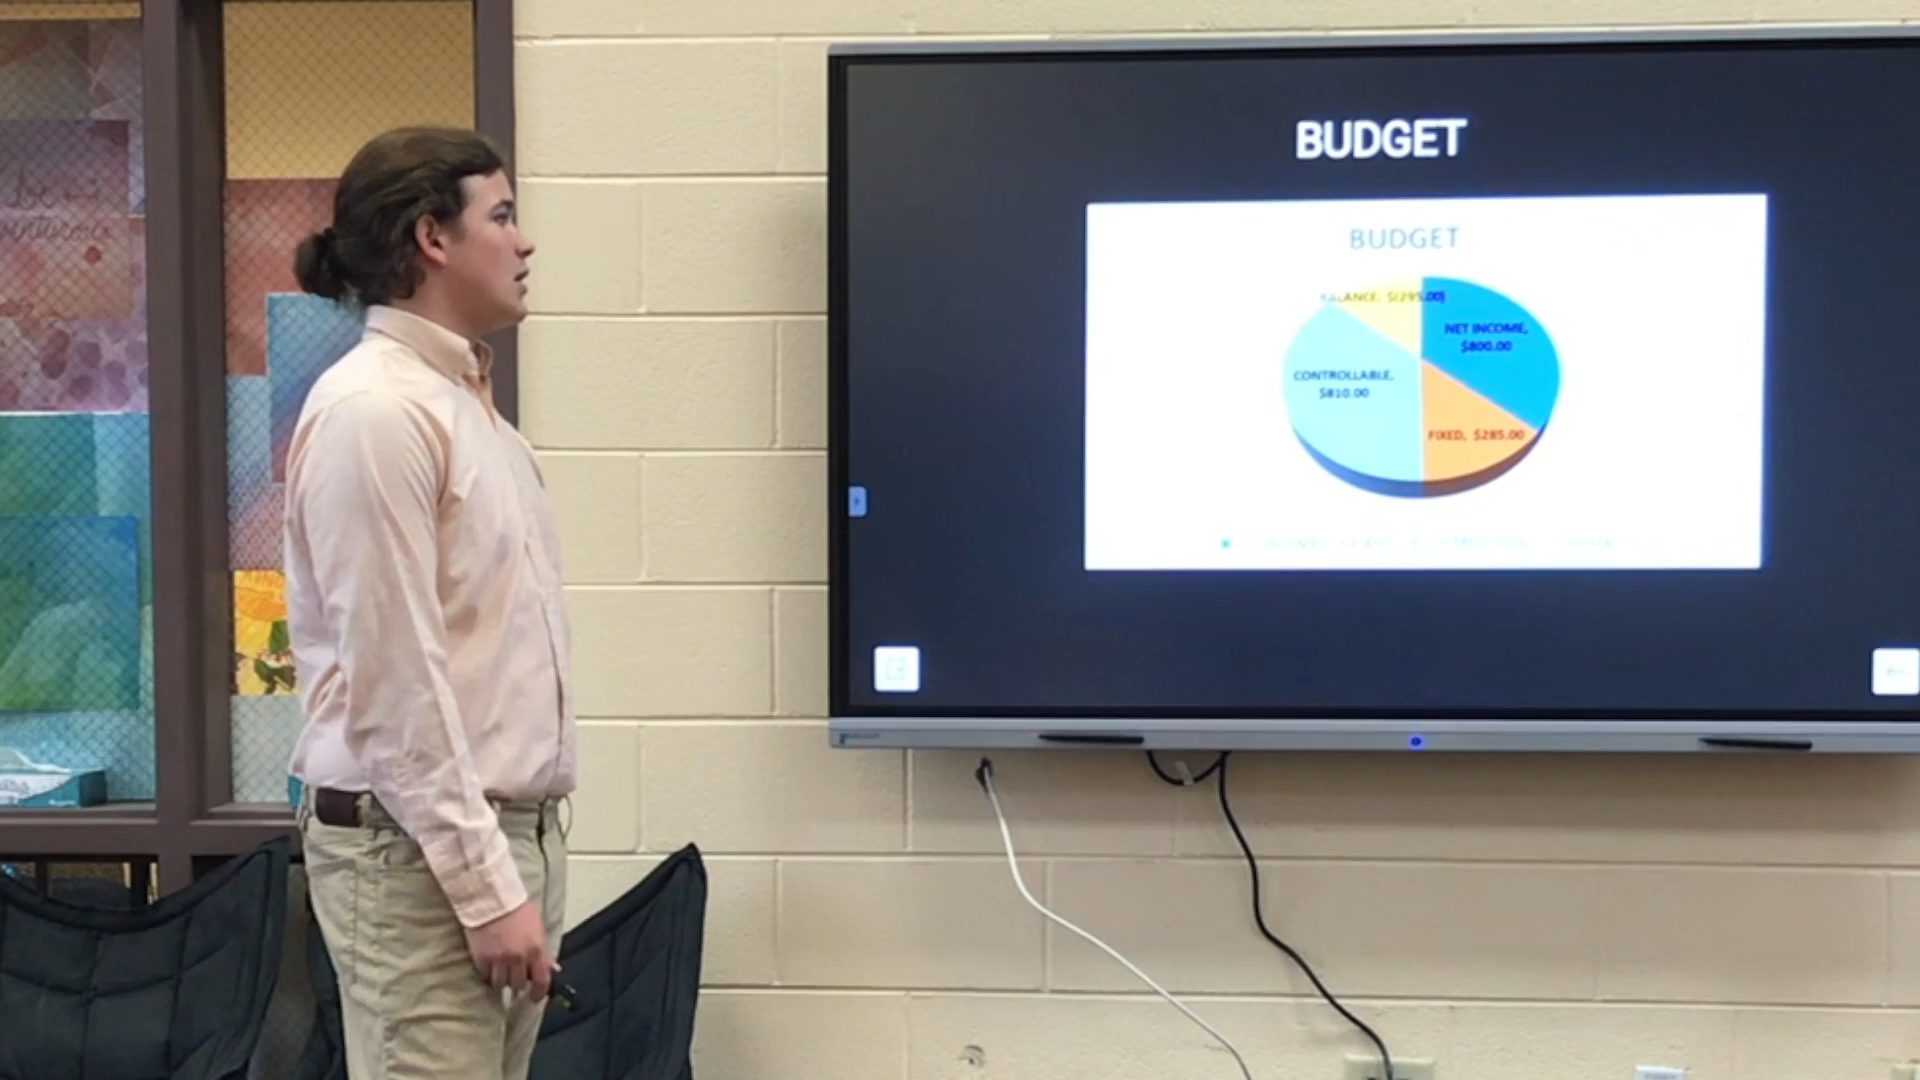 BUDGET
BUDGET
BALANCE, $(295.00)
NET INCOME,
$800.00
CONTROLLABLE,
$810.00
FIXED, $285.00